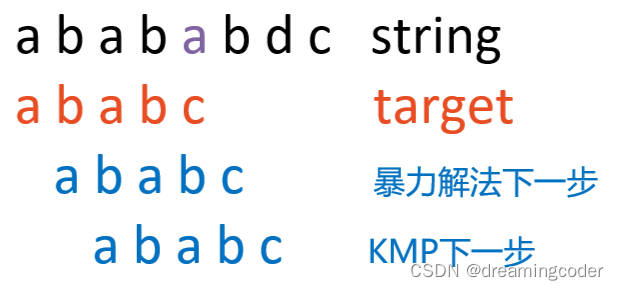 a b a b a b d c string
a b a b c target
a b a b c 暴力解法下一步
a b a b c KMP下一步
CSDN @dreamingcoder